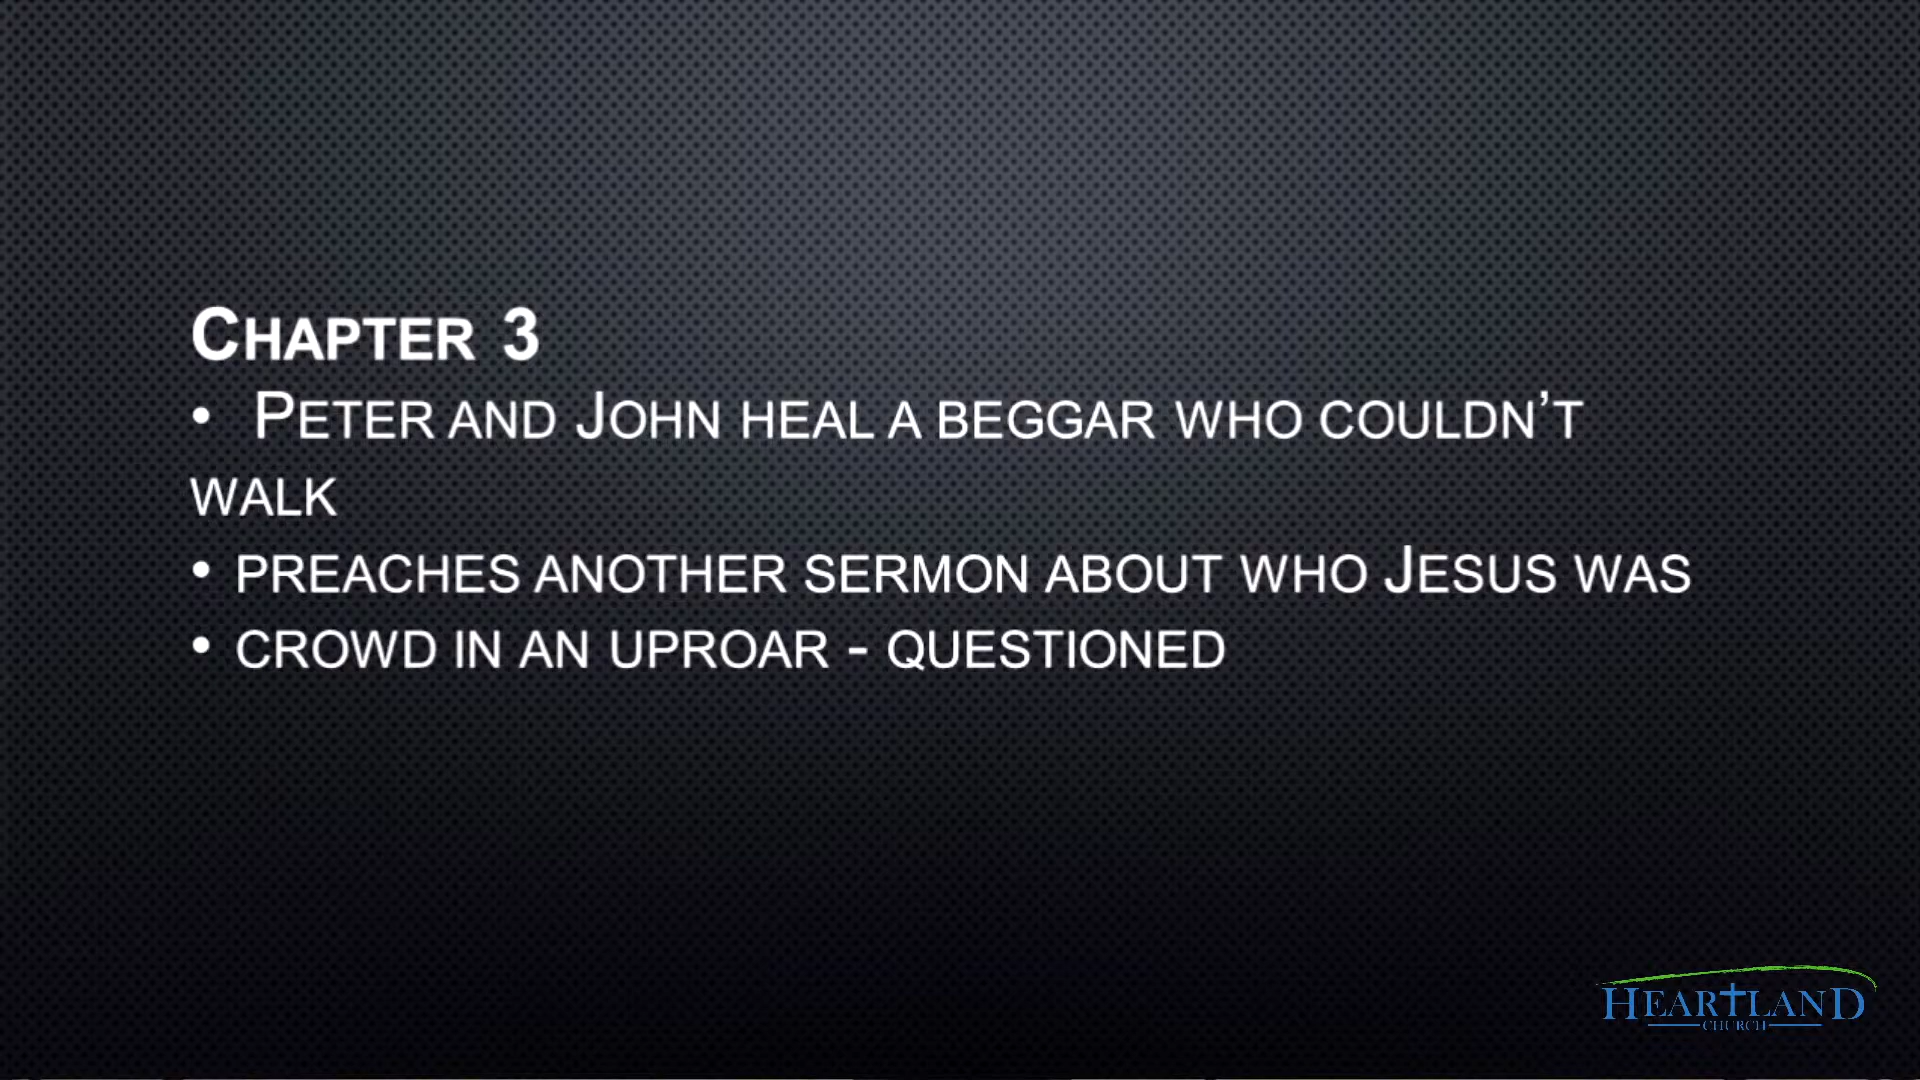 Chapter 3
• Peter and John heal a beggar who couldn’t
walk
• preaches another sermon about who Jesus was
• crowd in an uproar - questioned
Heartland
Church